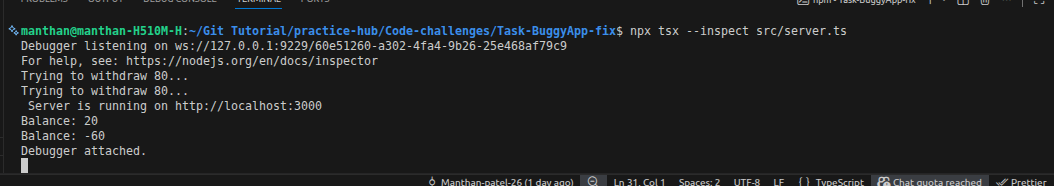 PROBLEMS OUTPUT DEBUG CONSOLE TERMINAL PORTS
npm - Task-BuggyApp-fix
manthan@manthan-H510M-H:~/Git Tutorial/practice-hub/Code-challenges/Task-BuggyApp-fix$ npx tsx --inspect src/server.ts
Debugger listening on ws://127.0.0.1:9229/60e51260-a302-4fa4-9b26-25e468af79c9
For help, see: https://nodejs.org/en/docs/inspector
Trying to withdraw 80...
Trying to withdraw 80...
Server is running on http://localhost:3000
Balance: 20
Balance: -60
Debugger attached.
Manthan-patel-26 (1 day ago) Ln 31, Col 1 Spaces: 2 UTF-8 LF { } TypeScript Chat quota reached Prettier